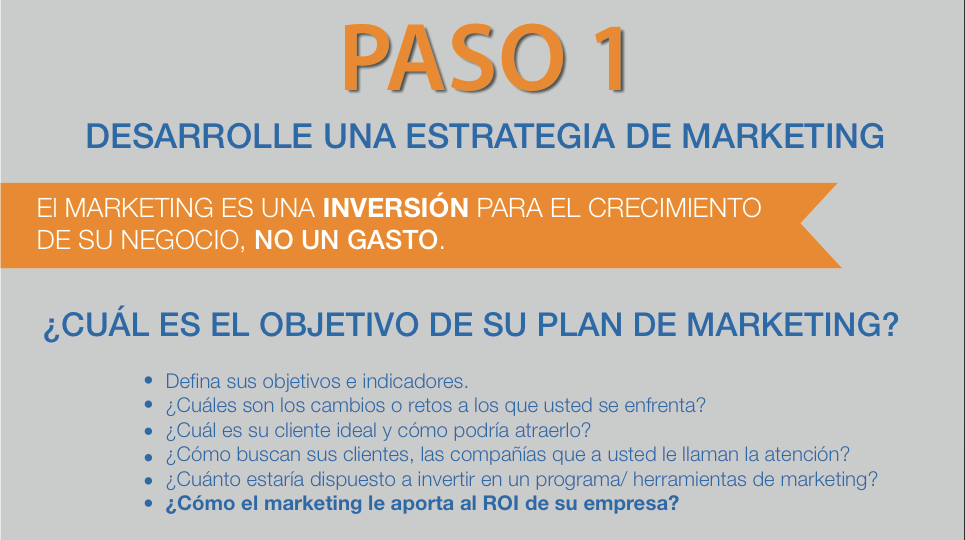 PASO 1
DESARROLLE UNA ESTRATEGIA DE MARKETING
El MARKETING ES UNA INVERSIÓN PARA EL CRECIMIENTO
DE SU NEGOCIO, NO UN GASTO.
¿CUÁL ES EL OBJETIVO DE SU PLAN DE MARKETING?
• Defina sus objetivos e indicadores.
• ¿Cuáles son los cambios o retos a los que usted se enfrenta?
• ¿Cuál es su cliente ideal y cómo podría atraerlo?
• ¿Cómo buscan sus clientes, las compañías que a usted le llaman la atención?
• ¿Cuánto estaría dispuesto a invertir en un programa/ herramientas de marketing?
• ¿Cómo el marketing le aporta al ROI de su empresa?